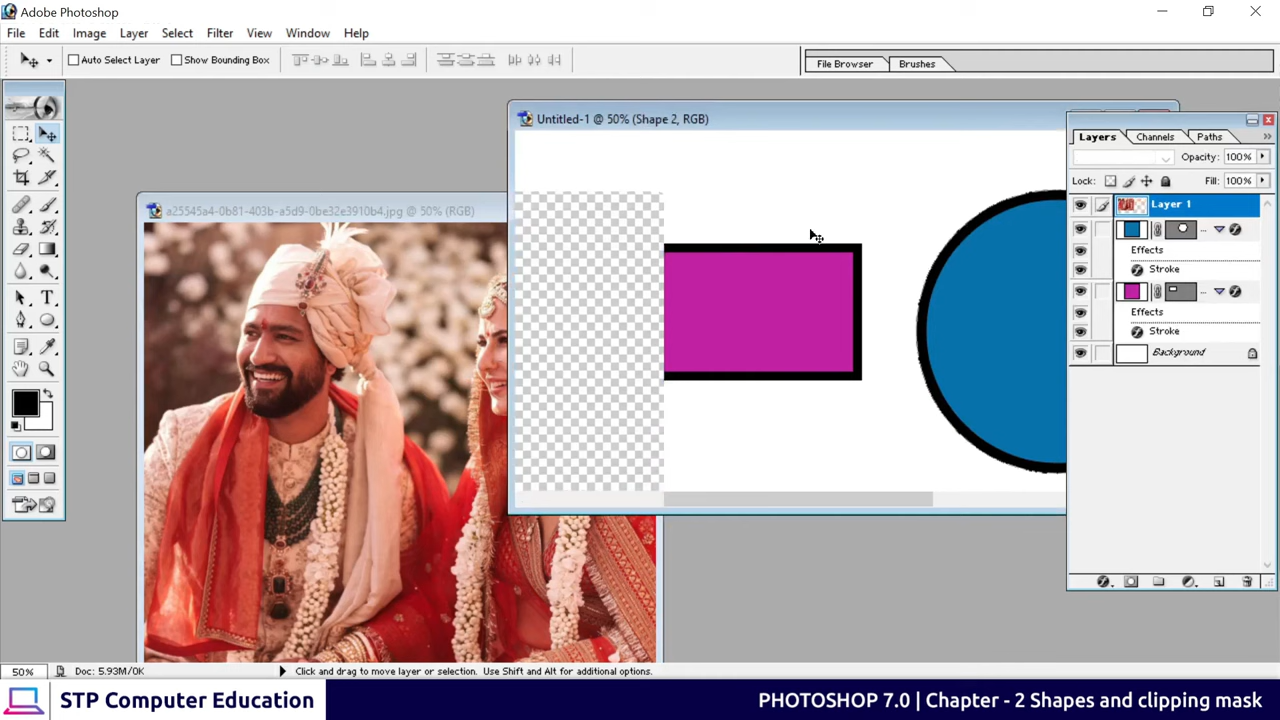 Adobe Photoshop
File Edit Image Layer Select Filter View Window Help
Auto Select Layer Show Bounding Box
File Browser Brushes
Untitled-1 @ 50% (Shape 2, RGB)
a25545a4-0b81-403b-a5d9-0be32e3910b4.jpg @ 50% (RGB)
Layers Channels Paths
Opacity: 100%
Lock: Fill: 100%
Layer 1
...
Effects
Stroke
...
Effects
Stroke
Background
50% Doc: 5.93M/0K Click and drag to move layer or selection. Use Shift and Alt for additional options.
STP Computer Education
PHOTOSHOP 7.0 | Chapter - 2 Shapes and clipping mask